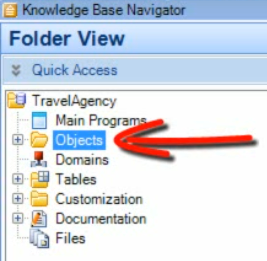 Knowledge Base Navigator
Folder View
Quick Access
TravelAgency
Main Programs
Objects
Domains
Tables
Customization
Documentation
Files